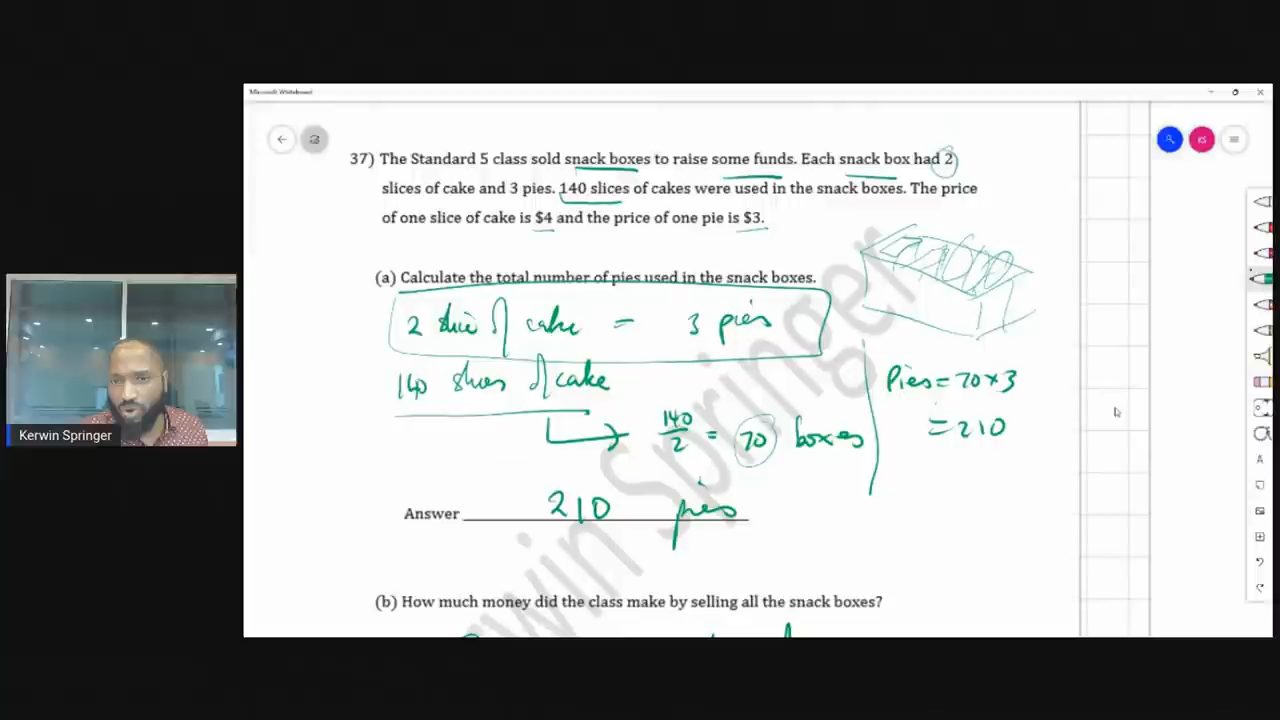 Microsoft Whiteboard
37) The Standard 5 class sold snack boxes to raise some funds. Each snack box had 2
slices of cake and 3 pies. 140 slices of cakes were used in the snack boxes. The price
of one slice of cake is $4 and the price of one pie is $3.
(a) Calculate the total number of pies used in the snack boxes.
2 slice of cake = 3 pies
140 slices of cake
140/2 = 70 boxes
Pies = 70 x 3
= 210
Answer 210 pies
(b) How much money did the class make by selling all the snack boxes?
Kerwin Springer
Kerwin Springer